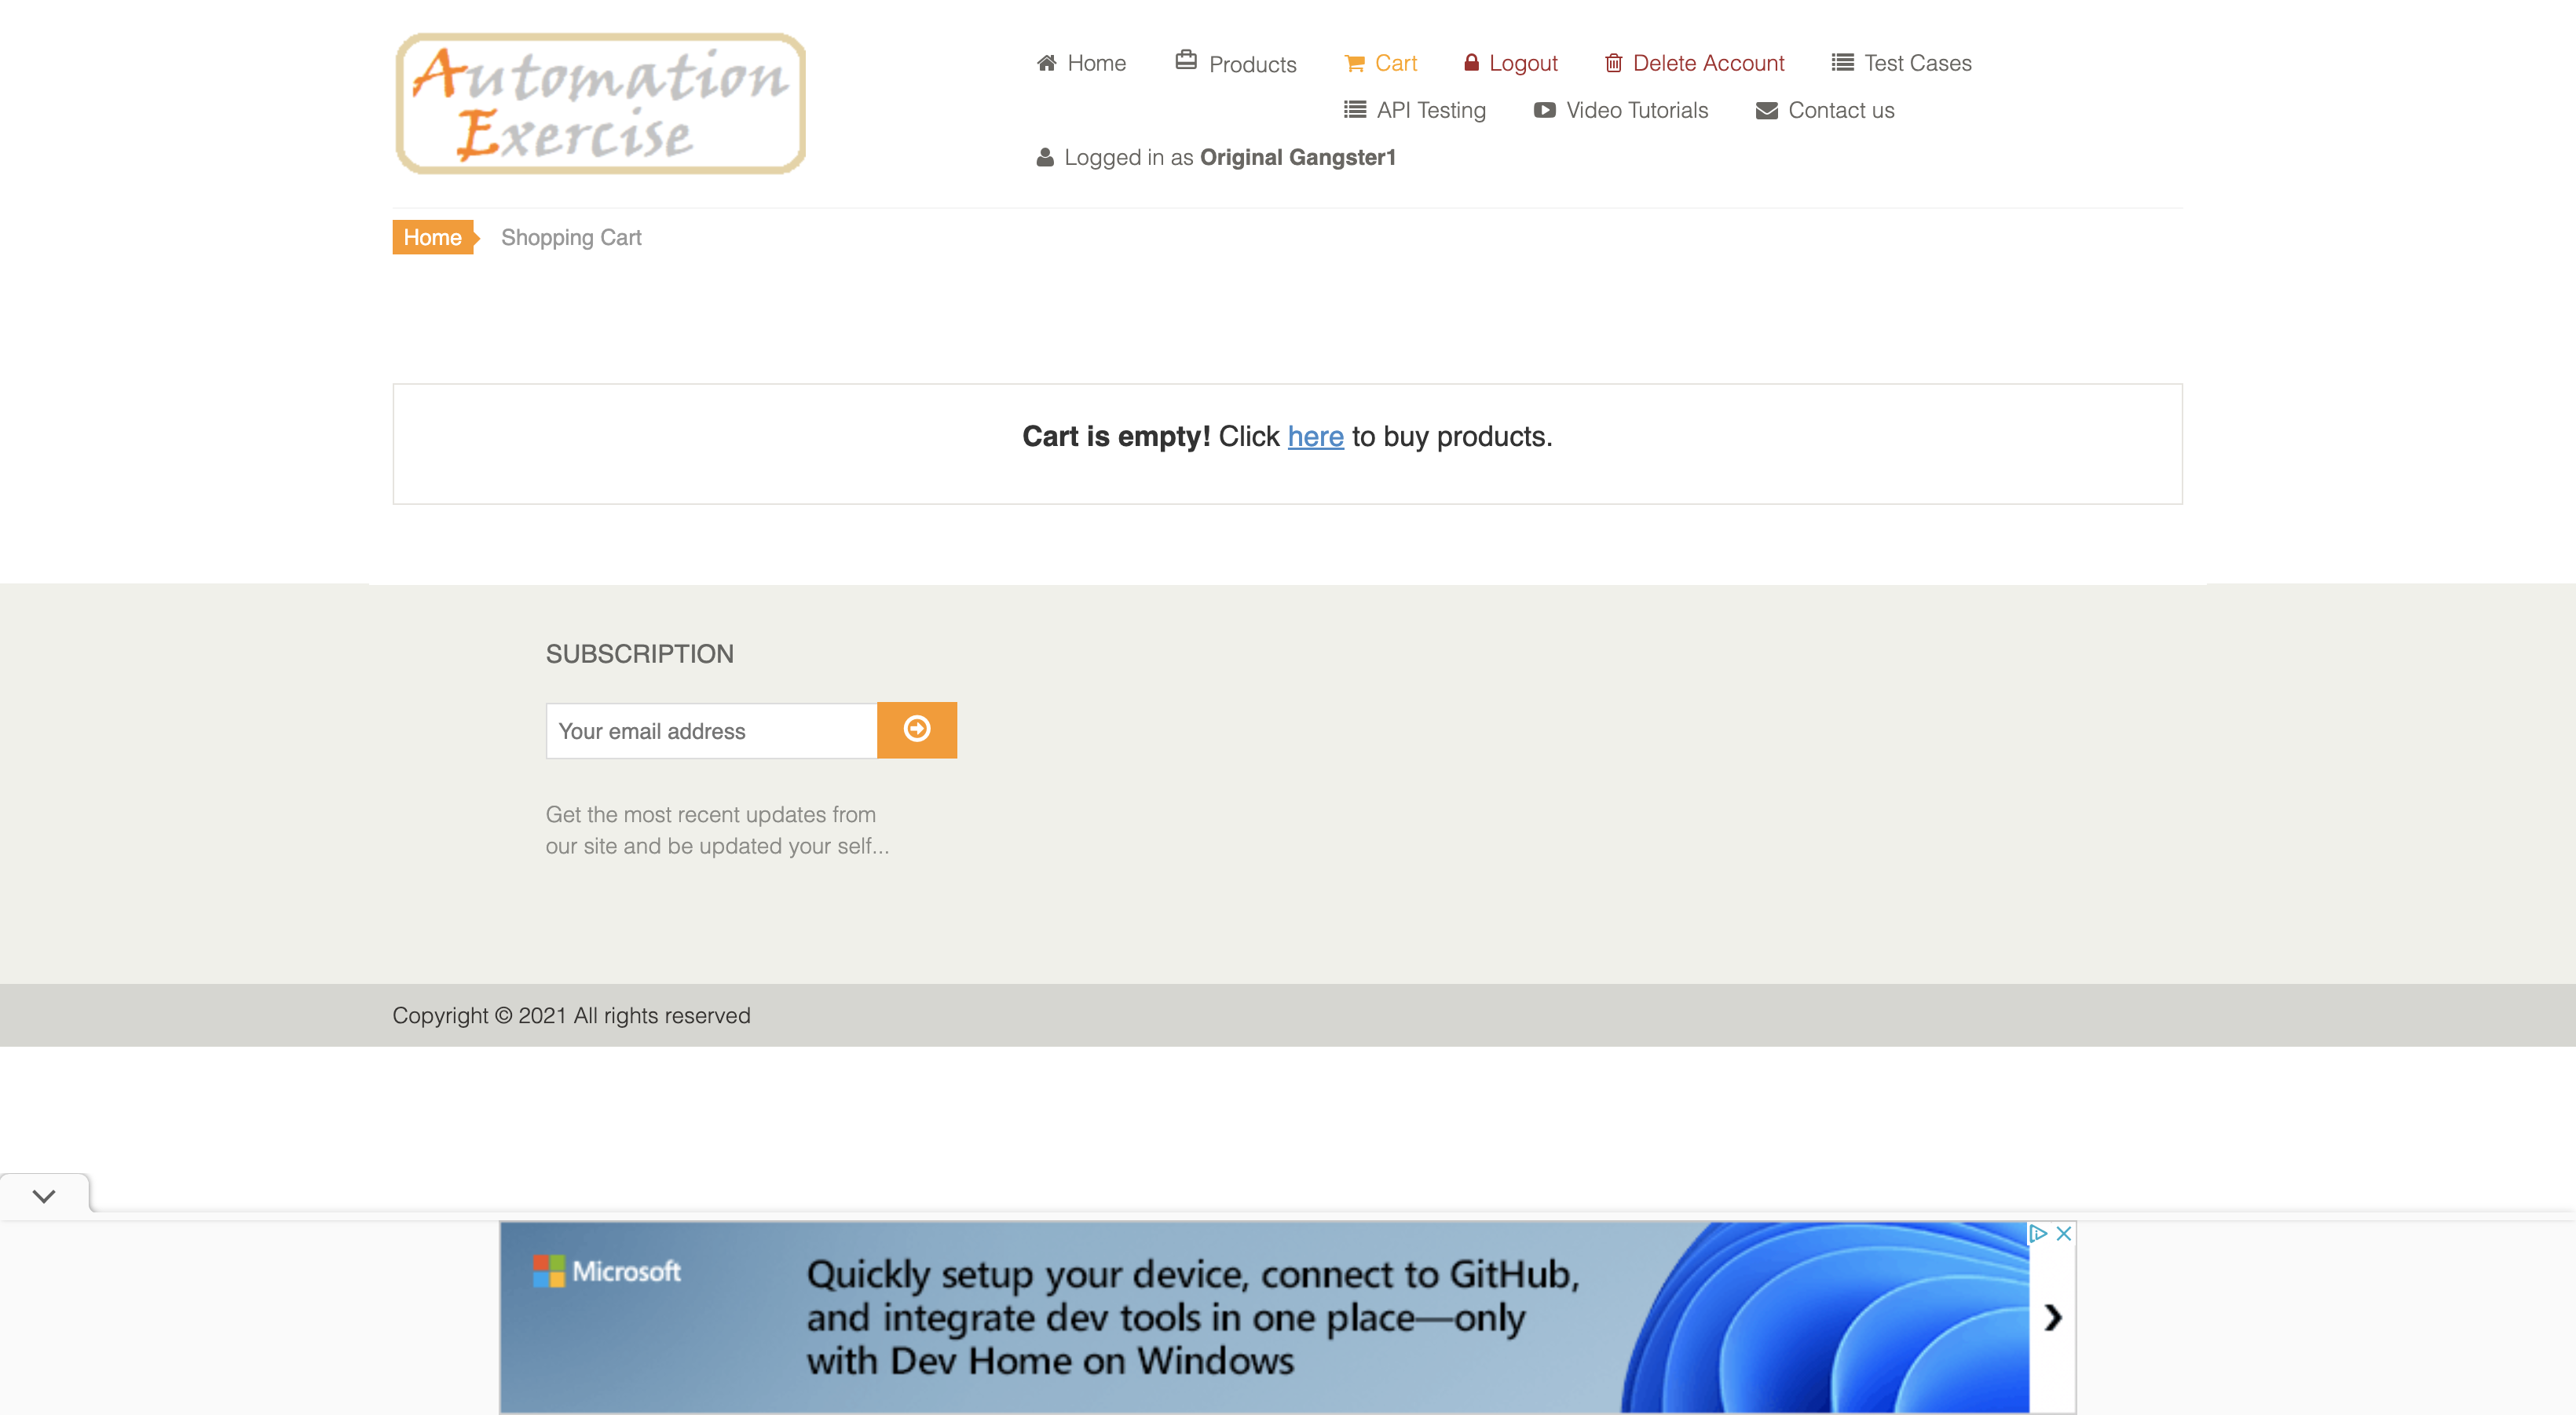 Automation
Exercise
Home Products Cart Logout Delete Account Test Cases
API Testing Video Tutorials Contact us
Logged in as Original Gangster1
Home Shopping Cart
Cart is empty! Click here to buy products.
SUBSCRIPTION
Your email address
Get the most recent updates from
our site and be updated your self...
Copyright © 2021 All rights reserved
Microsoft
Quickly setup your device, connect to GitHub,
and integrate dev tools in one place—only
with Dev Home on Windows